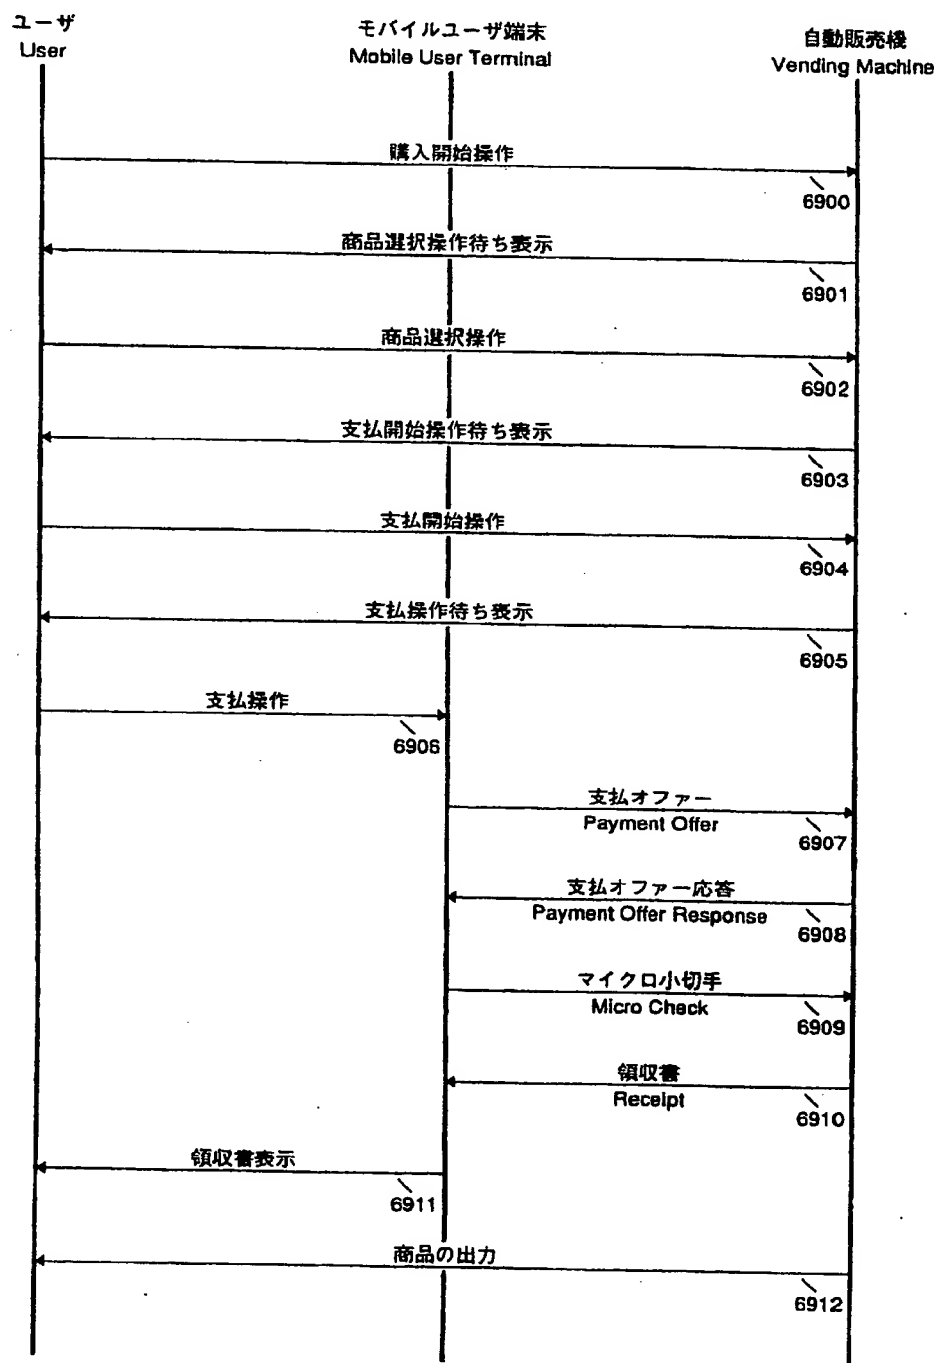 ユーザ
User
モバイルユーザ端末
Mobile User Terminal
自動販売機
Vending Machine
購入開始操作
6900
商品選択操作待ち表示
6901
商品選択操作
6902
支払開始操作待ち表示
6903
支払開始操作
6904
支払操作待ち表示
6905
支払操作
6906
支払オファー
Payment Offer
6907
支払オファー応答
Payment Offer Response
6908
マイクロ小切手
Micro Check
6909
領収書
Receipt
6910
領収書表示
6911
商品の出力
6912